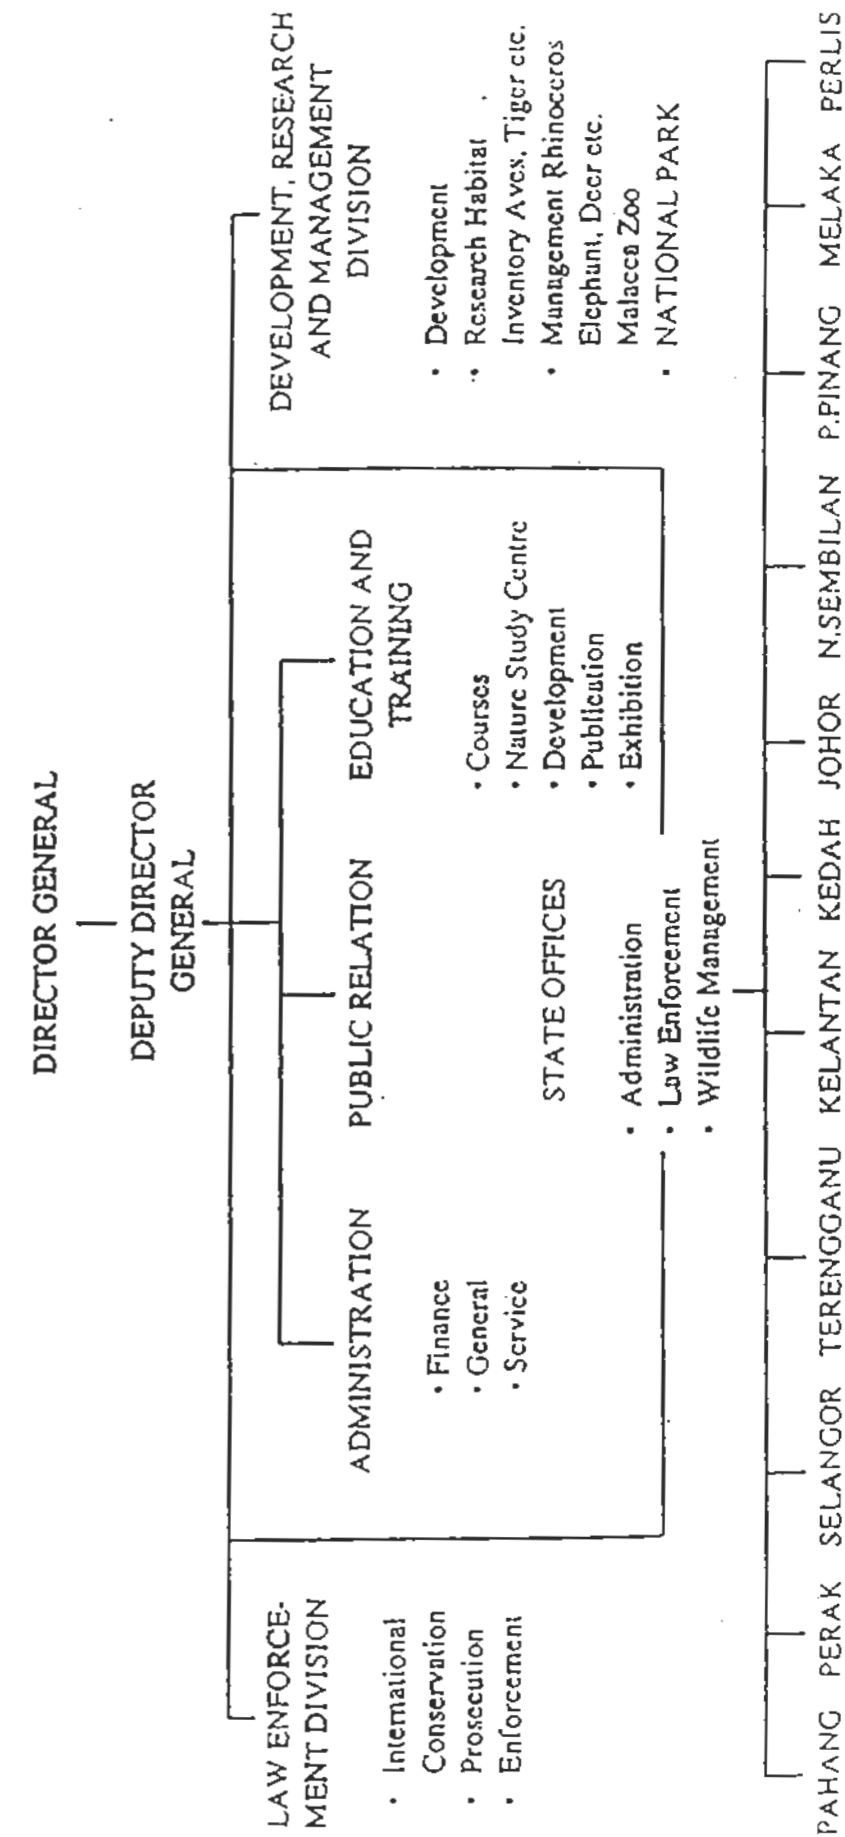 DIRECTOR GENERAL
DEPUTY DIRECTOR
GENERAL
LAW ENFORCE-
MENT DIVISION
• International
Conservation
• Prosecution
• Enforcement
ADMINISTRATION
• Finance
• General
• Service
PUBLIC RELATION
EDUCATION AND
TRAINING
• Courses
• Nature Study Centre
• Development
• Publication
• Exhibition
DEVELOPMENT, RESEARCH
AND MANAGEMENT
DIVISION
• Development
• Research Habitat
Inventory Aves, Tiger etc.
• Management Rhinoceros
Elephant, Deer etc.
Malacca Zoo
• NATIONAL PARK
STATE OFFICES
• Administration
• Law Enforcement
• Wildlife Management
PAHANG PERAK SELANGOR TERENGGANU KELANTAN KEDAH JOHOR N.SEMBILAN P.PINANG MELAKA PERLIS